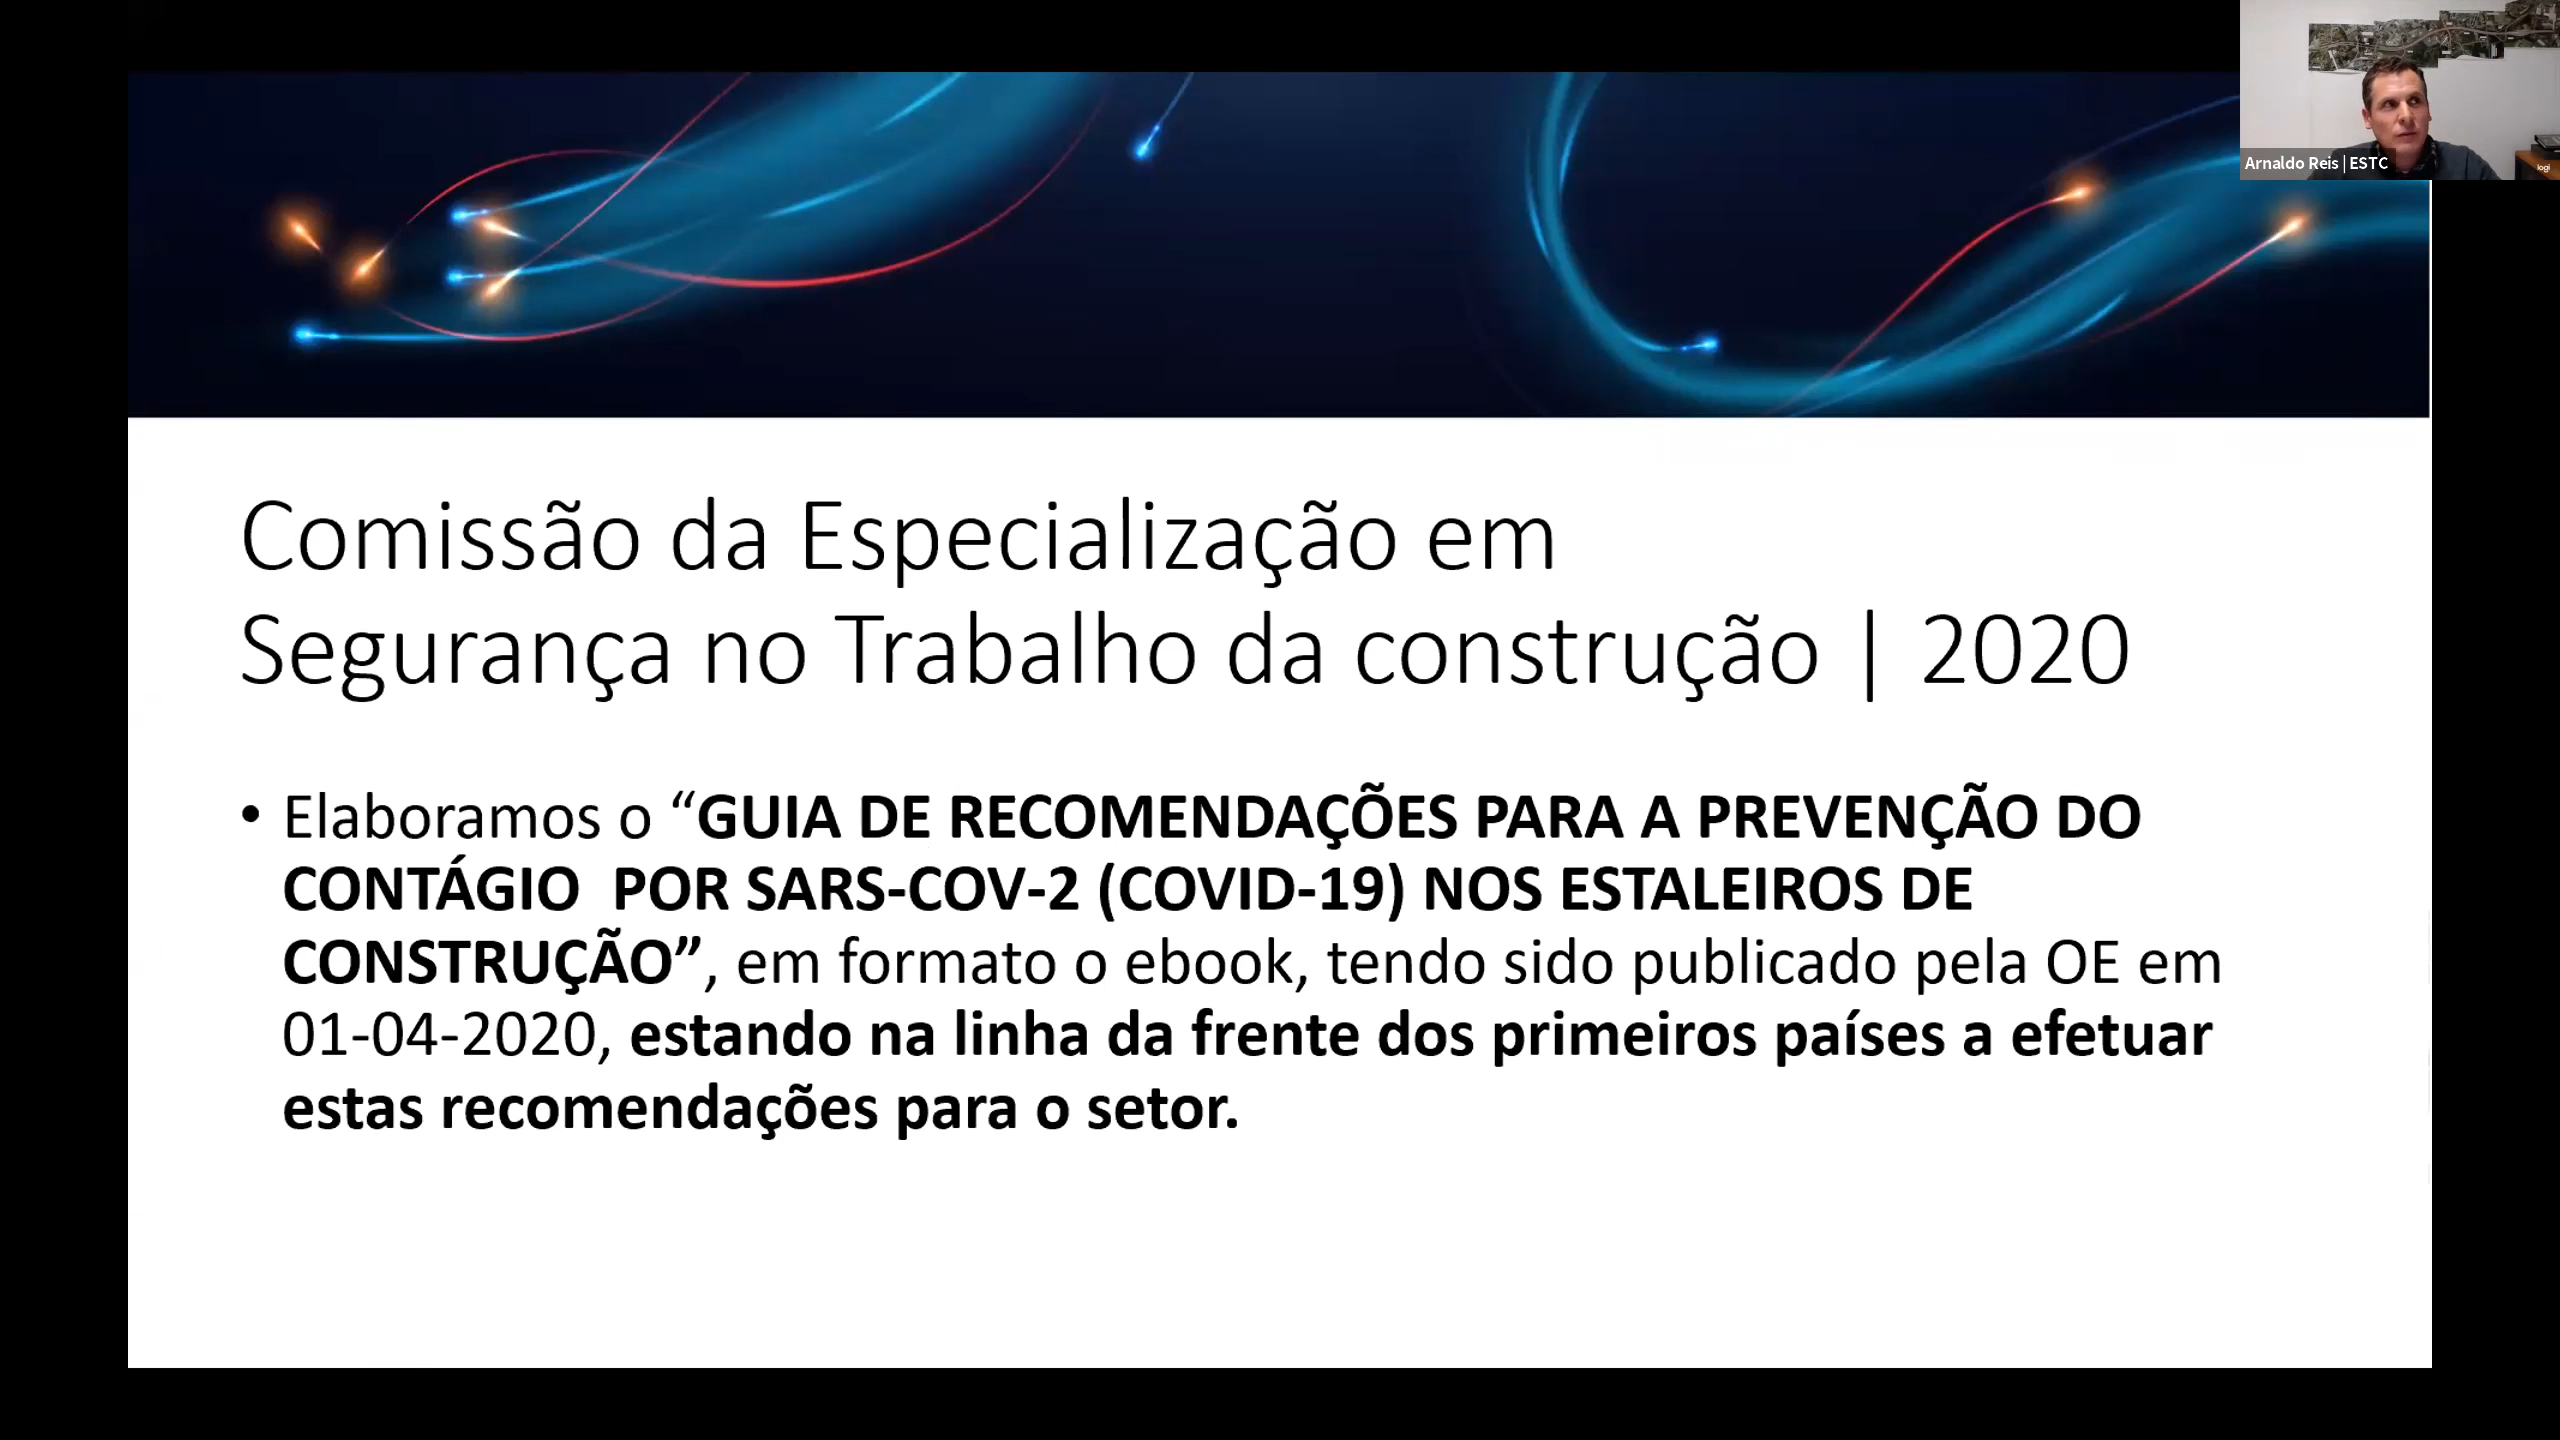 Arnaldo Reis | ESTC
logi
Comissão da Especialização em
Segurança no Trabalho da construção | 2020
• Elaboramos o “GUIA DE RECOMENDAÇÕES PARA A PREVENÇÃO DO
CONTÁGIO  POR SARS-COV-2 (COVID-19) NOS ESTALEIROS DE
CONSTRUÇÃO”, em formato o ebook, tendo sido publicado pela OE em
01-04-2020, estando na linha da frente dos primeiros países a efetuar
estas recomendações para o setor.